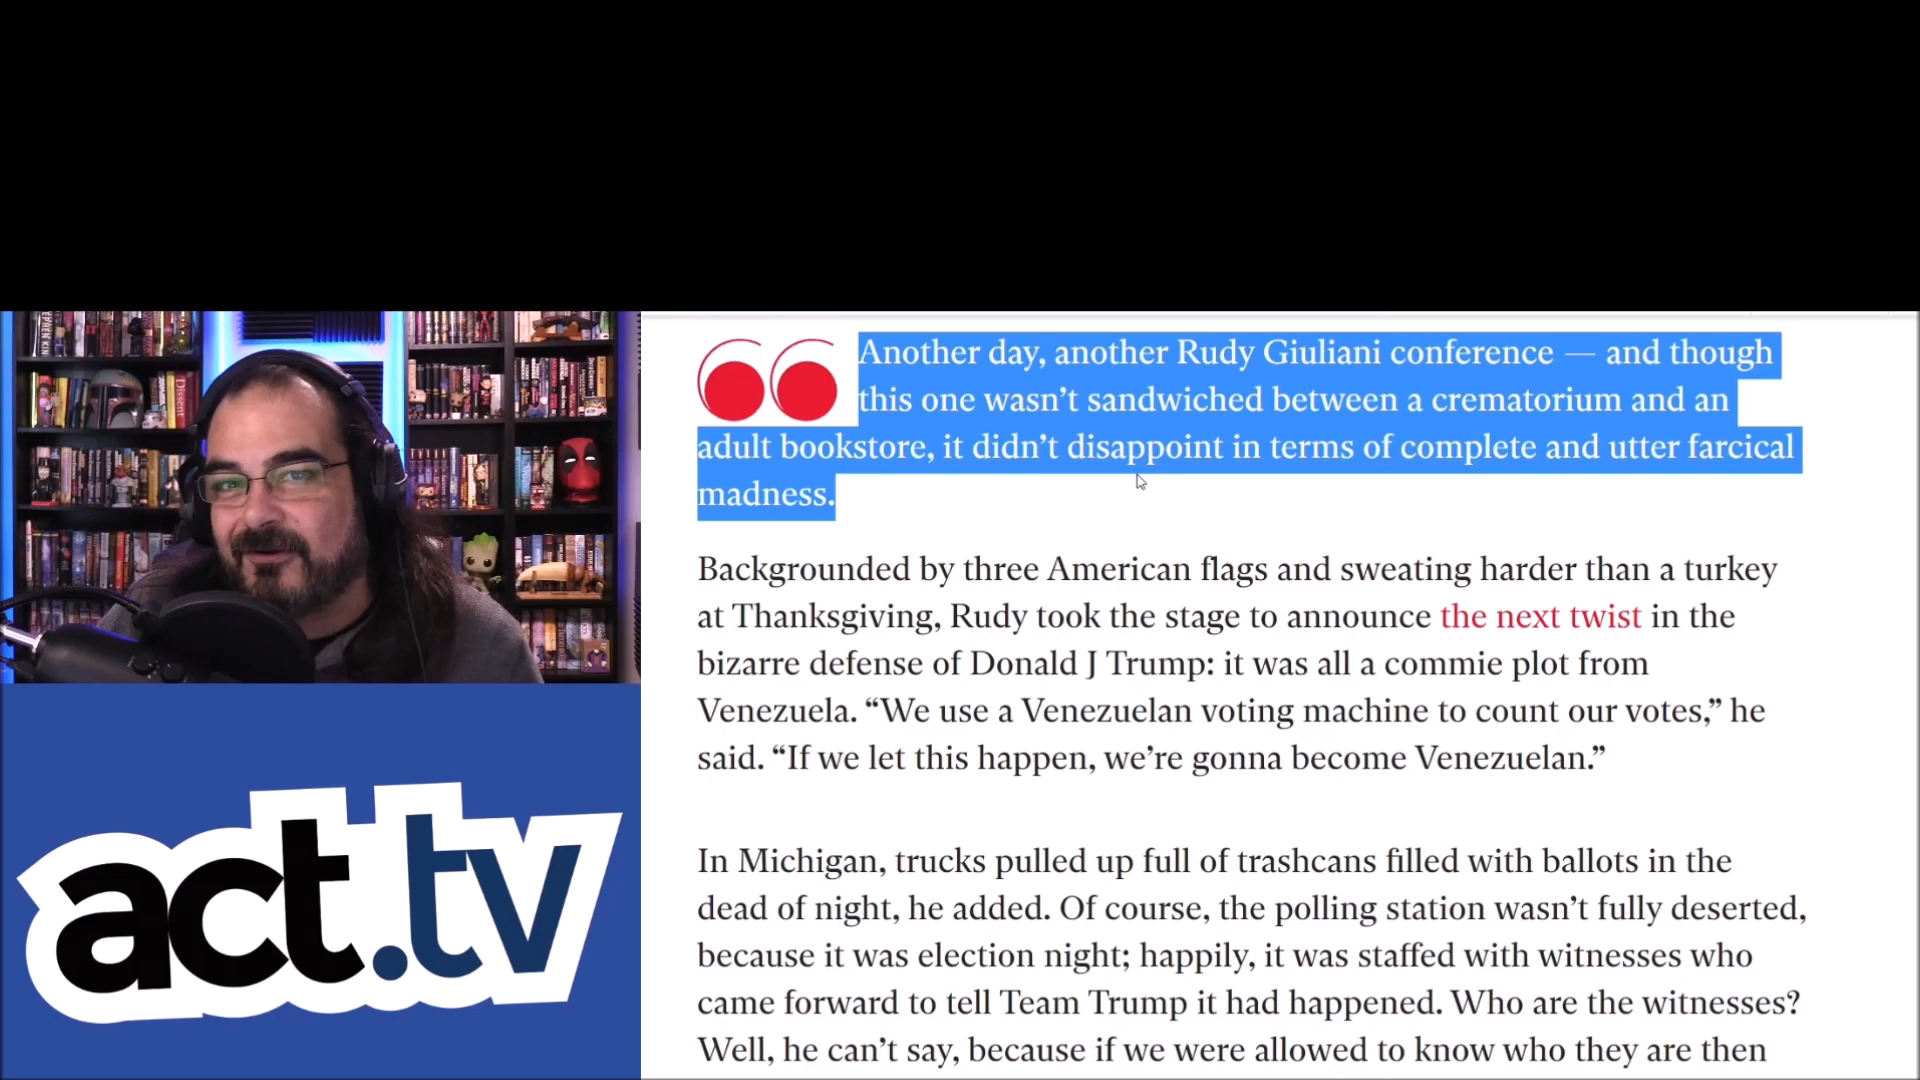 Another day, another Rudy Giuliani conference — and though
this one wasn’t sandwiched between a crematorium and an
adult bookstore, it didn’t disappoint in terms of complete and utter farcical
madness.
Backgrounded by three American flags and sweating harder than a turkey
at Thanksgiving, Rudy took the stage to announce the next twist in the
bizarre defense of Donald J Trump: it was all a commie plot from
Venezuela. “We use a Venezuelan voting machine to count our votes,” he
said. “If we let this happen, we’re gonna become Venezuelan.”
In Michigan, trucks pulled up full of trashcans filled with ballots in the
dead of night, he added. Of course, the polling station wasn’t fully deserted,
because it was election night; happily, it was staffed with witnesses who
came forward to tell Team Trump it had happened. Who are the witnesses?
Well, he can’t say, because if we were allowed to know who they are then
Dissent
act.tv